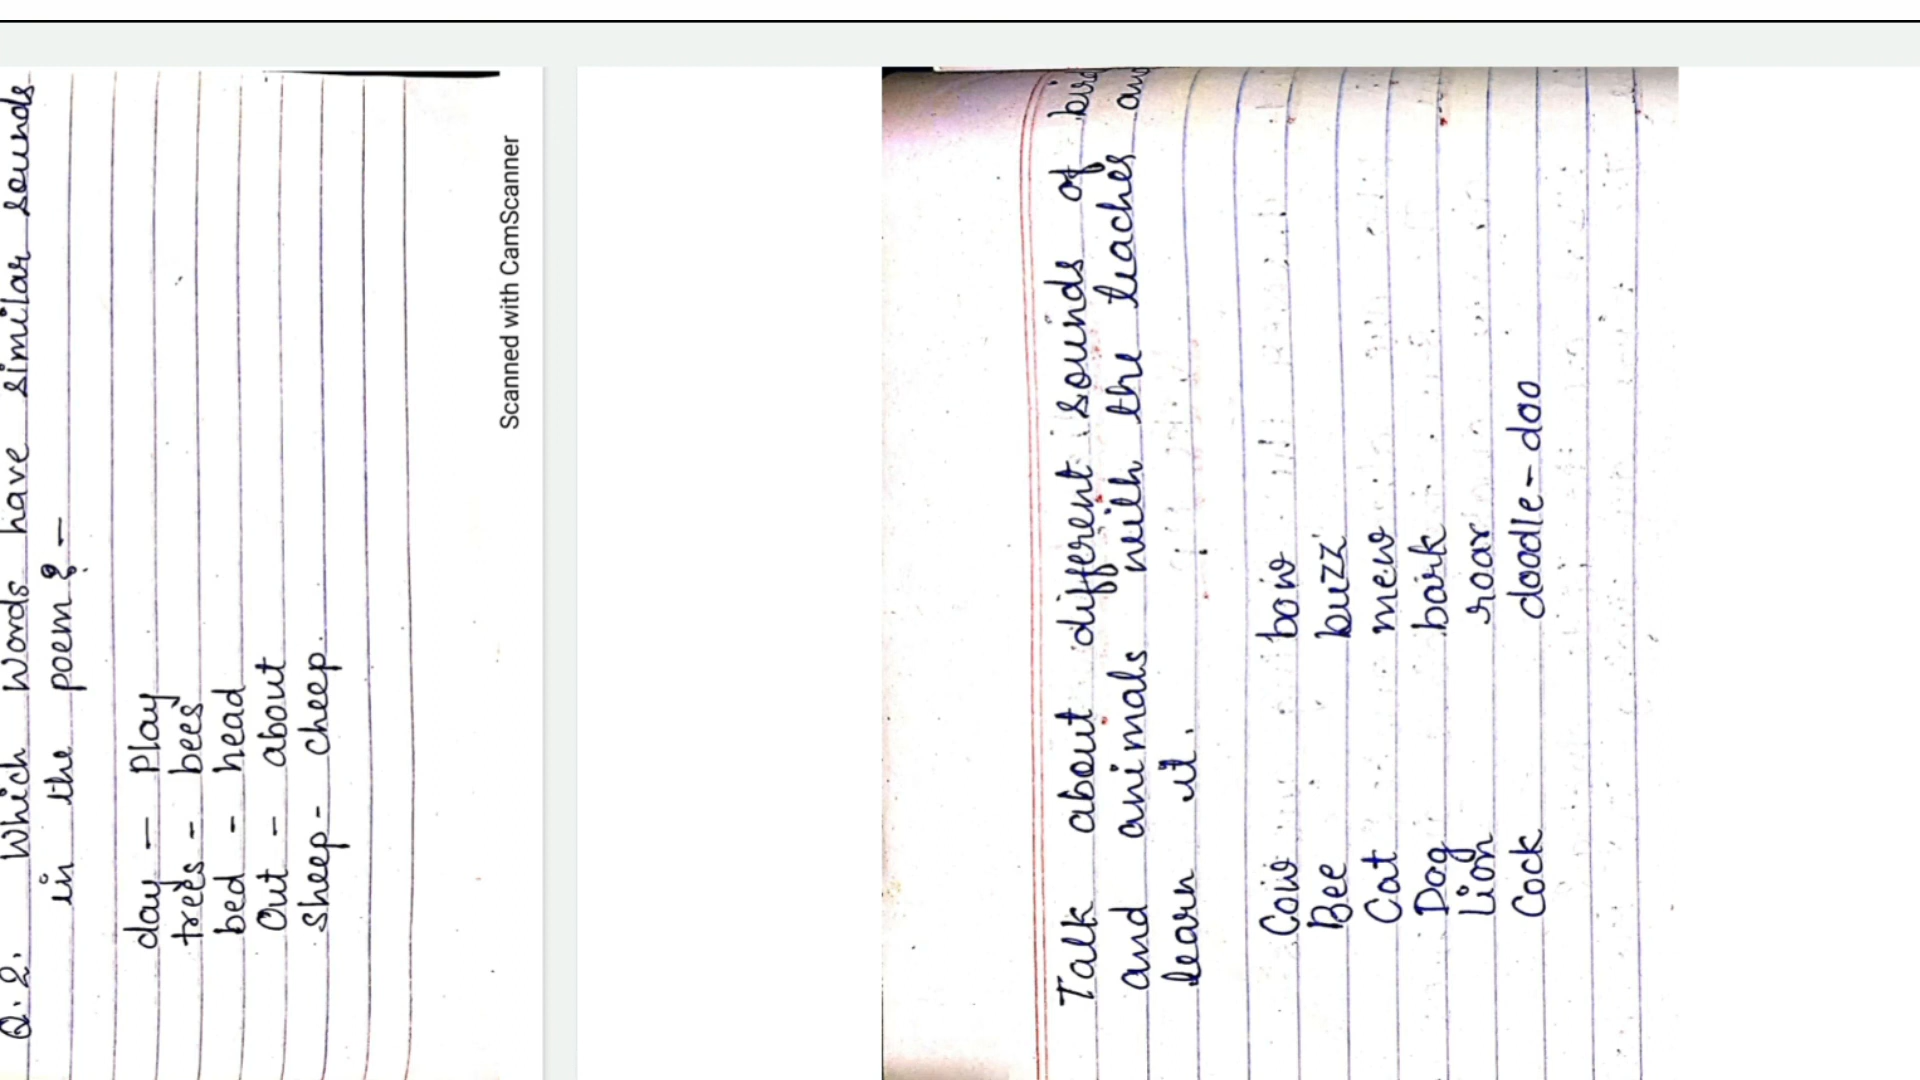 Q.2. Which words have similar sounds
in the poem? -
day - play
trees - bees
bed - head
Out - about
sheep - cheep.
Scanned with CamScanner
Talk about different sounds of
and animals with the teacher and
learn it.
Cow bow
Bee buzz
Cat mew
Dog bark
Lion roar
Cock doodle-doo